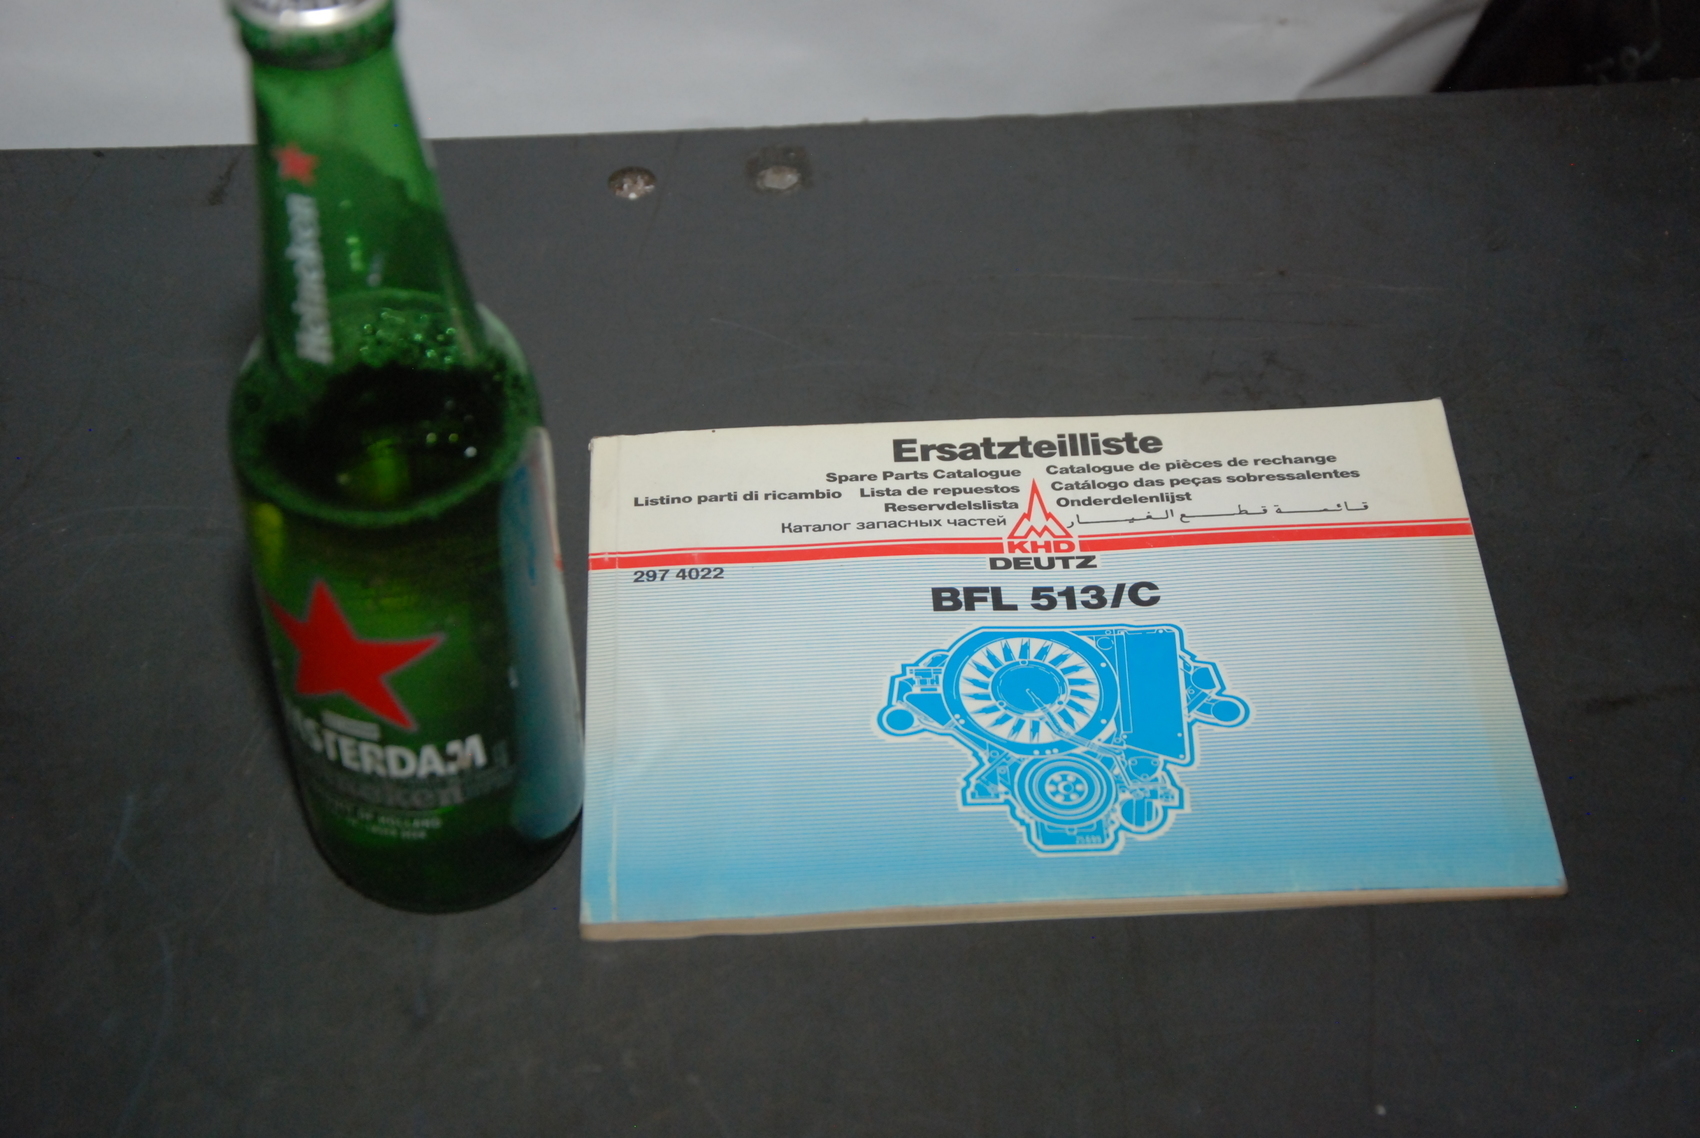 Heineken
AMSTERDAM
Heineken
Ersatzteilliste
Spare Parts Catalogue
Catalogue de pièces de rechange
Listino parti di ricambio
Lista de repuestos
Catálogo das peças sobressalentes
Reservdelslista
Onderdelenlijst
Каталог запасных частей
قائمة قطع الغيار
KHD
DEUTZ
297 4022
BFL 513/C